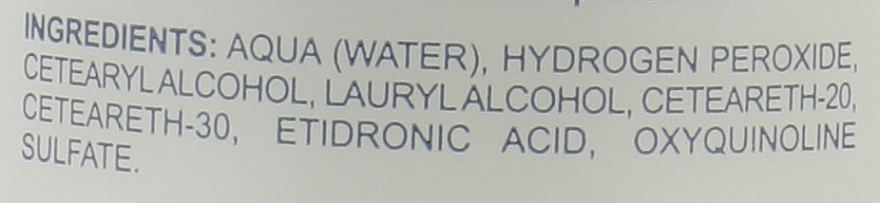 INGREDIENTS: AQUA (WATER), HYDROGEN PEROXIDE,
CETEARYL ALCOHOL, LAURYL ALCOHOL, CETEARETH-20,
CETEARETH-30, ETIDRONIC ACID, OXYQUINOLINE
SULFATE.